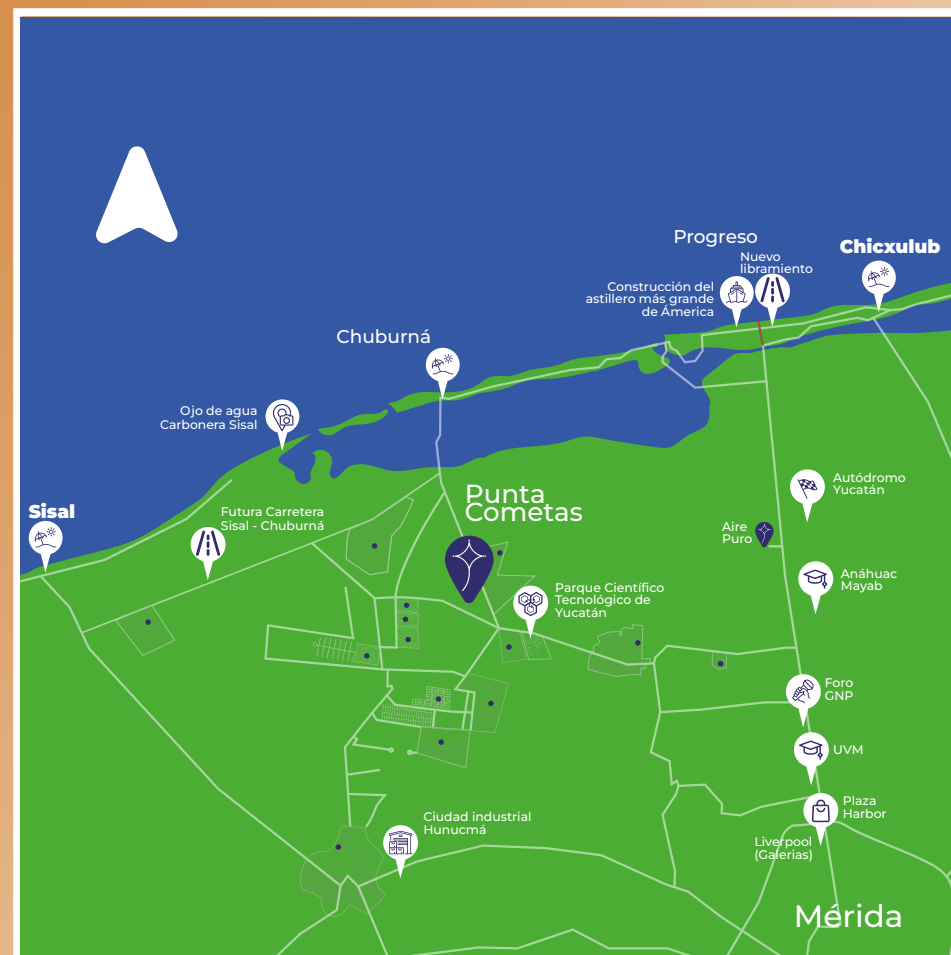 Progreso
Chicxulub
Nuevo
libramiento
Construcción del
astillero más grande
de Ámerica
Chuburná
Ojo de agua
Carbonera Sisal
Sisal
Futura Carretera
Sisal - Chuburná
Punta
Cometas
Autódromo
Yucatán
Aire
Puro
Anáhuac
Mayab
Parque Científico
Tecnológico de
Yucatán
Foro
GNP
UVM
Plaza
Harbor
Ciudad industrial
Hunucmá
Liverpool
(Galerias)
Mérida